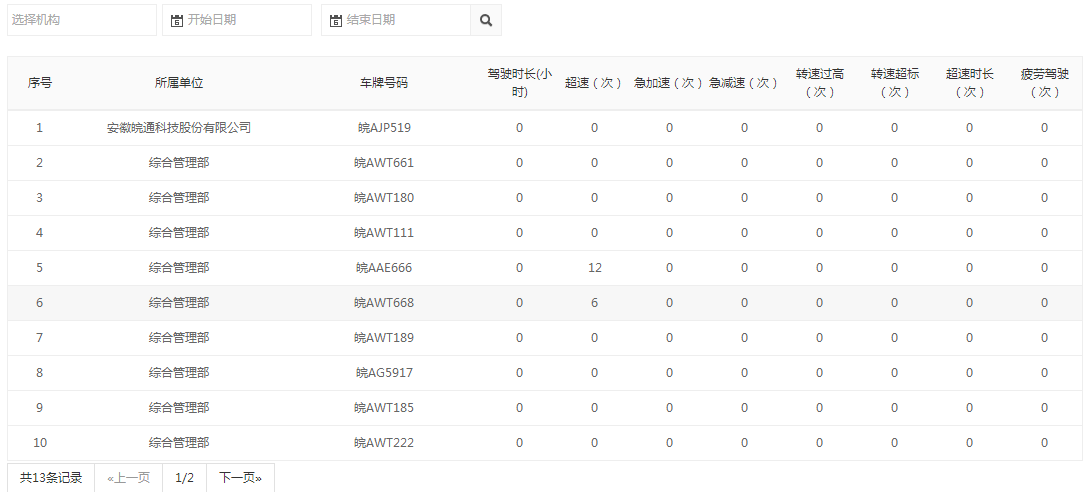 选择机构 开始日期 结束日期
序号 所属单位 车牌号码 驾驶时长(小时) 超速（次） 急加速（次） 急减速（次） 转速过高（次） 转速超标（次） 超速时长（次） 疲劳驾驶（次）
1 安徽皖通科技股份有限公司 皖AJP519 0 0 0 0 0 0 0 0
2 综合管理部 皖AWT661 0 0 0 0 0 0 0 0
3 综合管理部 皖AWT180 0 0 0 0 0 0 0 0
4 综合管理部 皖AWT111 0 0 0 0 0 0 0 0
5 综合管理部 皖AAE666 0 12 0 0 0 0 0 0
6 综合管理部 皖AWT668 0 6 0 0 0 0 0 0
7 综合管理部 皖AWT189 0 0 0 0 0 0 0 0
8 综合管理部 皖AG5917 0 0 0 0 0 0 0 0
9 综合管理部 皖AWT185 0 0 0 0 0 0 0 0
10 综合管理部 皖AWT222 0 0 0 0 0 0 0 0
共13条记录 «上一页 1/2 下一页»